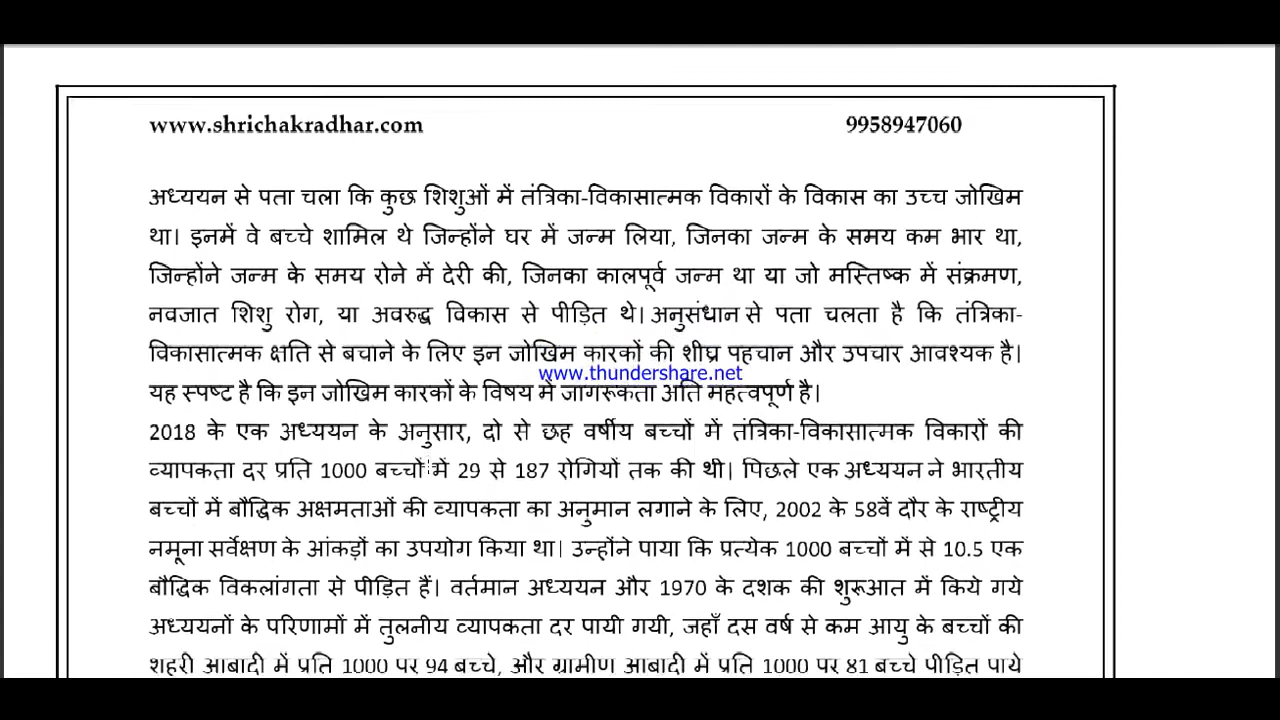 www.shrichakradhar.com 9958947060
अध्ययन से पता चला कि कुछ शिशुओं में तंत्रिका-विकासात्मक विकारों के विकास का उच्च जोखिम
था। इनमें वे बच्चे शामिल थे जिन्होंने घर में जन्म लिया, जिनका जन्म के समय कम भार था,
जिन्होंने जन्म के समय रोने में देरी की, जिनका कालपूर्व जन्म था या जो मस्तिष्क में संक्रमण,
नवजात शिशु रोग, या अवरुद्ध विकास से पीड़ित थे। अनुसंधान से पता चलता है कि तंत्रिका-
विकासात्मक क्षति से बचाने के लिए इन जोखिम कारकों की शीघ्र पहचान और उपचार आवश्यक है।
www.thundershare.net
यह स्पष्ट है कि इन जोखिम कारकों के विषय में जागरूकता अति महत्वपूर्ण है।
2018 के एक अध्ययन के अनुसार, दो से छह वर्षीय बच्चों में तंत्रिका-विकासात्मक विकारों की
व्यापकता दर प्रति 1000 बच्चों में 29 से 187 रोगियों तक की थी। पिछले एक अध्ययन ने भारतीय
बच्चों में बौद्धिक अक्षमताओं की व्यापकता का अनुमान लगाने के लिए, 2002 के 58वें दौर के राष्ट्रीय
नमूना सर्वेक्षण के आंकड़ों का उपयोग किया था। उन्होंने पाया कि प्रत्येक 1000 बच्चों में से 10.5 एक
बौद्धिक विकलांगता से पीड़ित हैं। वर्तमान अध्ययन और 1970 के दशक की शुरूआत में किये गये
अध्ययनों के परिणामों में तुलनीय व्यापकता दर पायी गयी, जहाँ दस वर्ष से कम आयु के बच्चों की
शहरी आबादी में प्रति 1000 पर 94 बच्चे, और ग्रामीण आबादी में प्रति 1000 पर 81 बच्चे पीड़ित पाये